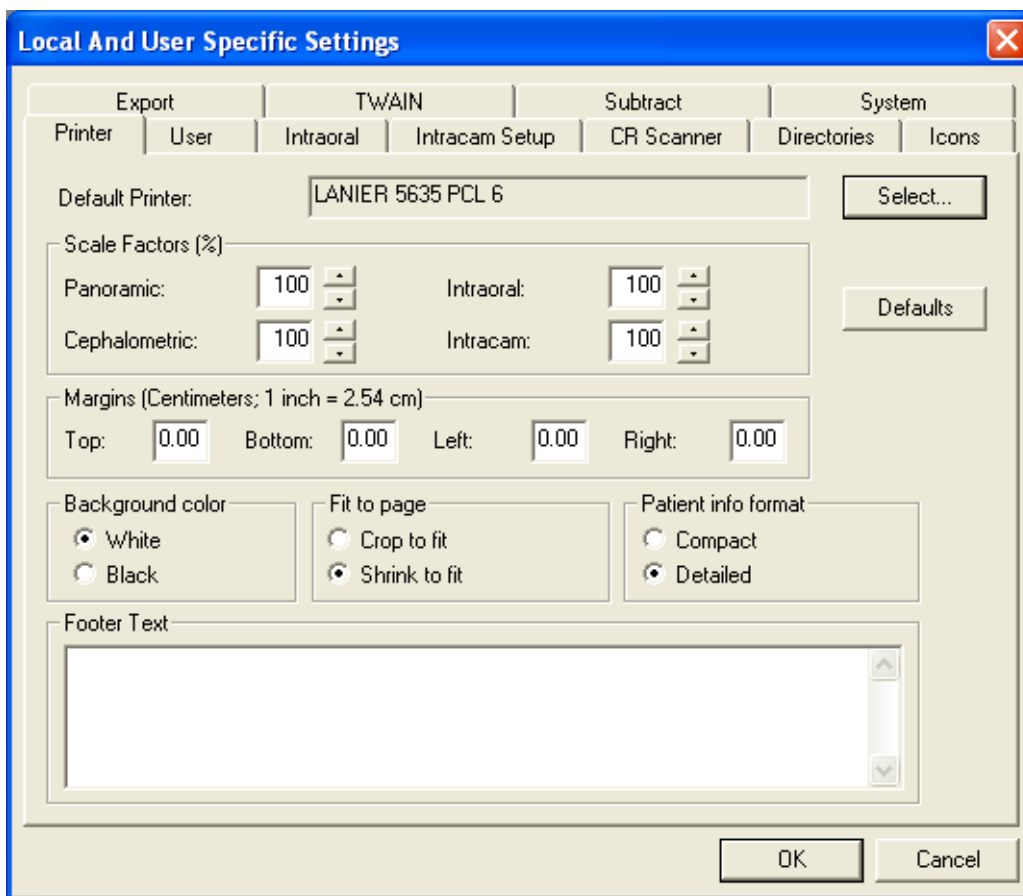 Local And User Specific Settings
Export TWAIN Subtract System
Printer User Intraoral Intracam Setup CR Scanner Directories Icons
Default Printer: LANIER 5635 PCL 6 Select...
Scale Factors (%)
Panoramic: 100 Intraoral: 100
Defaults
Cephalometric: 100 Intracam: 100
Margins (Centimeters; 1 inch = 2.54 cm)
Top: 0.00 Bottom: 0.00 Left: 0.00 Right: 0.00
Background color Fit to page Patient info format
White Crop to fit Compact
Black Shrink to fit Detailed
Footer Text
OK Cancel